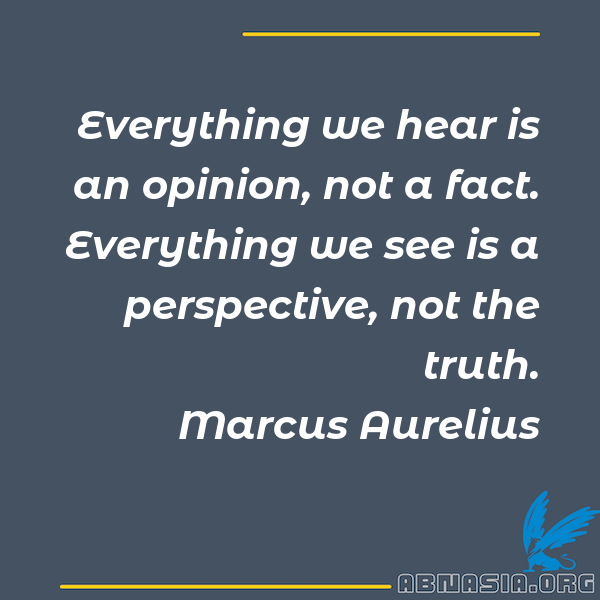 Everything we hear is
an opinion, not a fact.
Everything we see is a
perspective, not the
truth.
Marcus Aurelius
ABNASIA.ORG